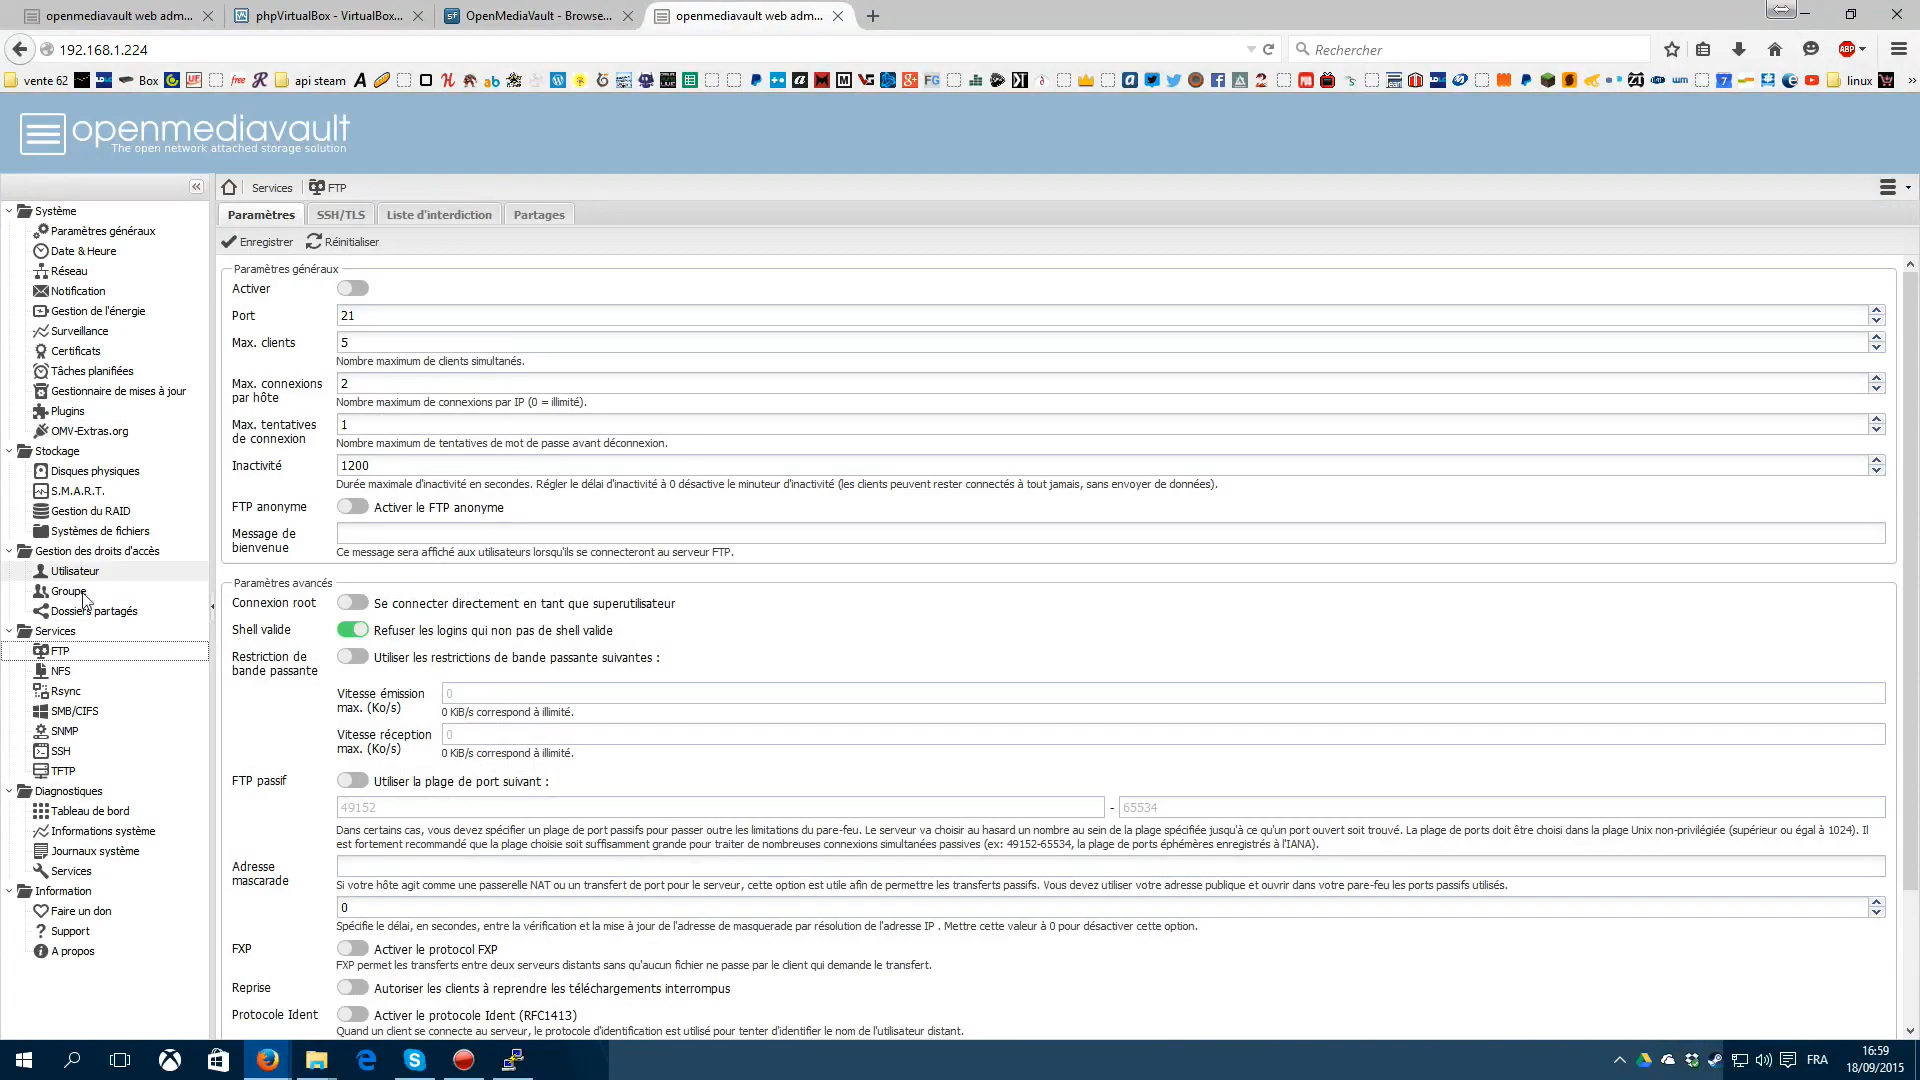 openmediavault web adm...
phpVirtualBox - VirtualBox...
OpenMediaVault - Browse...
openmediavault web adm...
192.168.1.224
Rechercher
vente 62
Box
free
api steam
linux
openmediavault
The open network attached storage solution
Services
FTP
Système
Paramètres généraux
Date & Heure
Réseau
Notification
Gestion de l'énergie
Surveillance
Certificats
Tâches planifiées
Gestionnaire de mises à jour
Plugins
OMV-Extras.org
Stockage
Disques physiques
S.M.A.R.T.
Gestion du RAID
Systèmes de fichiers
Gestion des droits d'accès
Utilisateur
Groupe
Dossiers partagés
Services
FTP
NFS
Rsync
SMB/CIFS
SNMP
SSH
TFTP
Diagnostiques
Tableau de bord
Informations système
Journaux système
Services
Information
Faire un don
Support
A propos
Paramètres
SSH/TLS
Liste d'interdiction
Partages
Enregistrer
Réinitialiser
Paramètres généraux
Activer
Port
21
Max. clients
5
Nombre maximum de clients simultanés.
Max. connexions
par hôte
2
Nombre maximum de connexions par IP (0 = illimité).
Max. tentatives
de connexion
1
Nombre maximum de tentatives de mot de passe avant déconnexion.
Inactivité
1200
Durée maximale d'inactivité en secondes. Régler le délai d'inactivité à 0 désactive le minuteur d'inactivité (les clients peuvent rester connectés à tout jamais, sans envoyer de données).
FTP anonyme
Activer le FTP anonyme
Message de
bienvenue
Ce message sera affiché aux utilisateurs lorsqu'ils se connecteront au serveur FTP.
Paramètres avancés
Connexion root
Se connecter directement en tant que superutilisateur
Shell valide
Refuser les logins qui non pas de shell valide
Restriction de
bande passante
Utiliser les restrictions de bande passante suivantes :
Vitesse émission
max. (Ko/s)
0
0 KiB/s correspond à illimité.
Vitesse réception
max. (Ko/s)
0
0 KiB/s correspond à illimité.
FTP passif
Utiliser la plage de port suivant :
49152
-
65534
Dans certains cas, vous devez spécifier un plage de port passifs pour passer outre les limitations du pare-feu. Le serveur va choisir au hasard un nombre au sein de la plage spécifiée jusqu'à ce qu'un port ouvert soit trouvé. La plage de ports doit être choisi dans la plage Unix non-privilégiée (supérieur ou égal à 1024). Il
est fortement recommandé que la plage choisie soit suffisamment grande pour traiter de nombreuses connexions simultanées passives (ex: 49152-65534, la plage de ports éphémères enregistrés à l'IANA).
Adresse
mascarade
Si votre hôte agit comme une passerelle NAT ou un transfert de port pour le serveur, cette option est utile afin de permettre les transferts passifs. Vous devez utiliser votre adresse publique et ouvrir dans votre pare-feu les ports passifs utilisés.
0
Spécifie le délai, en secondes, entre la vérification et la mise à jour de l'adresse de masquerade par résolution de l'adresse IP . Mettre cette valeur à 0 pour désactiver cette option.
FXP
Activer le protocol FXP
FXP permet les transferts entre deux serveurs distants sans qu'aucun fichier ne passe par le client qui demande le transfert.
Reprise
Autoriser les clients à reprendre les téléchargements interrompus
Protocole Ident
Activer le protocole Ident (RFC1413)
Quand un client se connecte au serveur, le protocole d'identification est utilisé pour tenter d'identifier le nom de l'utilisateur distant.
FRA
16:59
18/09/2015